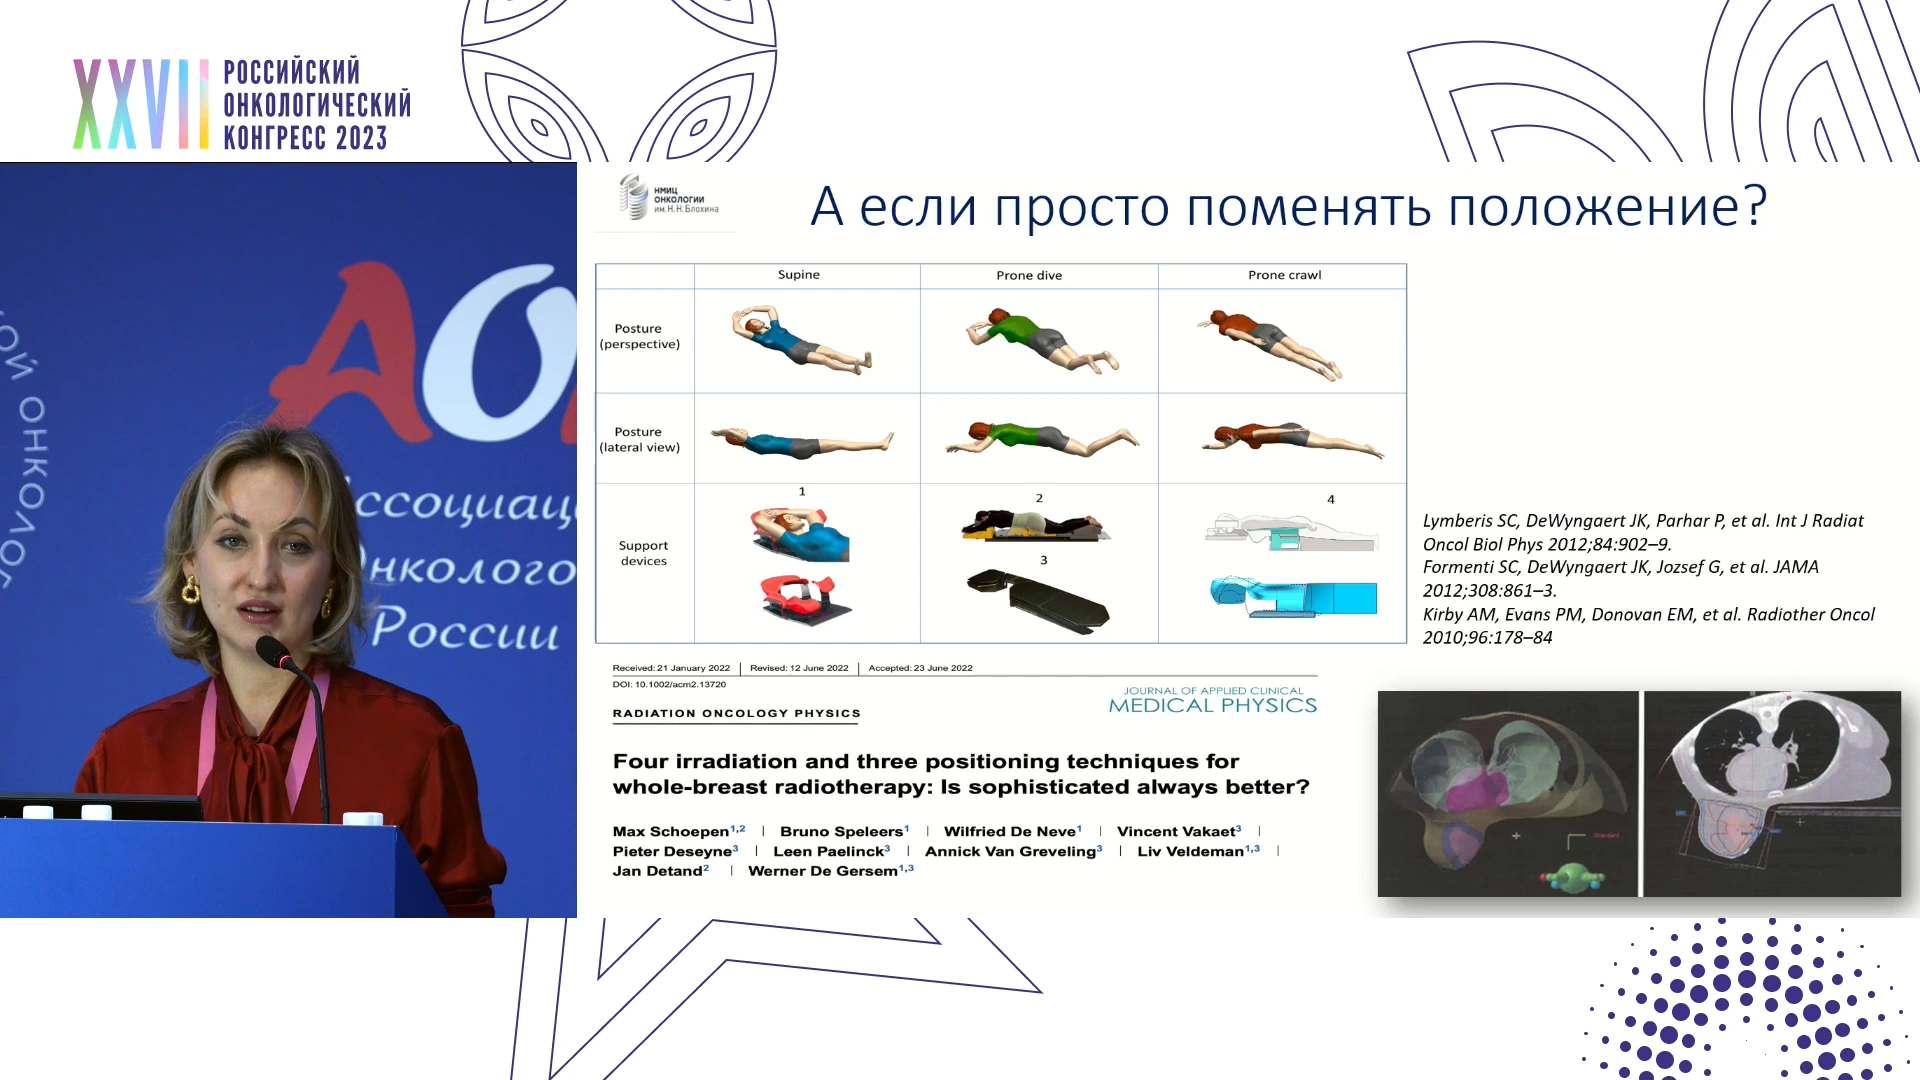 XXVII РОССИЙСКИЙ
ОНКОЛОГИЧЕСКИЙ
КОНГРЕСС 2023
АО
ОЙ ОНКОЛОГ
ссоциац
Онколого
России
НМИЦ
ОНКОЛОГИИ
им. Н. Н. Блохина
А если просто поменять положение?
Supine
Prone dive
Prone crawl
Posture
(perspective)
Posture
(lateral view)
Support
devices
1
2
3
4
Lymberis SC, DeWyngaert JK, Parhar P, et al. Int J Radiat
Oncol Biol Phys 2012;84:902–9.
Formenti SC, DeWyngaert JK, Jozsef G, et al. JAMA
2012;308:861–3.
Kirby AM, Evans PM, Donovan EM, et al. Radiother Oncol
2010;96:178–84
Received: 21 January 2022 | Revised: 12 June 2022 | Accepted: 23 June 2022
DOI: 10.1002/acm2.13720
JOURNAL OF APPLIED CLINICAL
MEDICAL PHYSICS
RADIATION ONCOLOGY PHYSICS
Four irradiation and three positioning techniques for
whole-breast radiotherapy: Is sophisticated always better?
Max Schoepen1,2 | Bruno Speleers1 | Wilfried De Neve1 | Vincent Vakaet3 |
Pieter Deseyne3 | Leen Paelinck3 | Annick Van Greveling3 | Liv Veldeman1,3 |
Jan Detand2 | Werner De Gersem1,3
Standard